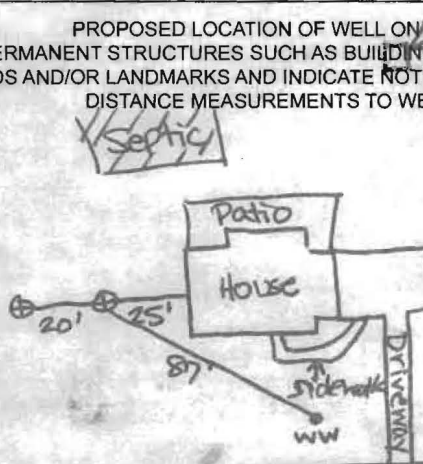 PROPOSED LOCATION OF WELL ON
ERMANENT STRUCTURES SUCH AS BUILDIN
DS AND/OR LANDMARKS AND INDICATE NOT
DISTANCE MEASUREMENTS TO WE
Septic
Patio
House
20'
25'
87'
Sidewalk
Driveway
WW